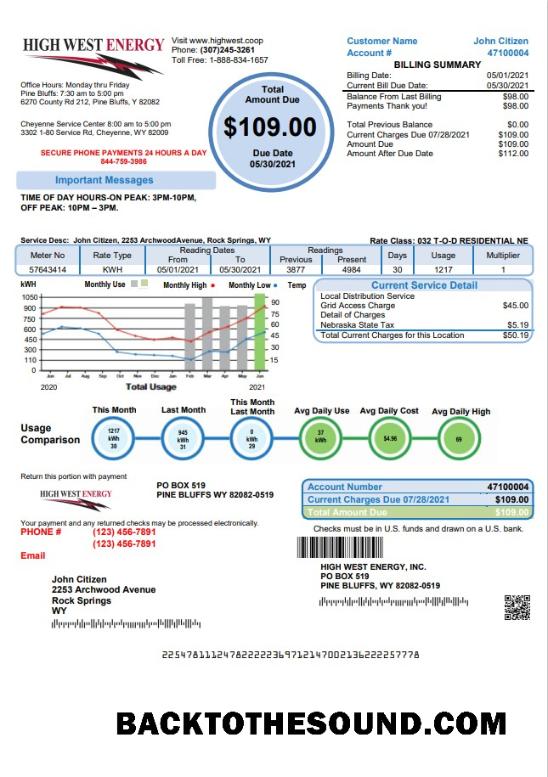 HIGH WEST ENERGY
Visit www.highwest.coop
Phone: (307)245-3261
Toll Free: 1-888-834-1657
Office Hours: Monday thru Friday
Pine Bluffs: 7:30 am to 5:00 pm
6270 County Rd 212, Pine Bluffs, Y 82082
Cheyenne Service Center 8:00 am to 5:00 pm
3302 1-80 Service Rd, Cheyenne, WY 82009
SECURE PHONE PAYMENTS 24 HOURS A DAY
844-759-3986
Important Messages
TIME OF DAY HOURS-ON PEAK: 3PM-10PM,
OFF PEAK: 10PM – 3PM.
Total
Amount Due
$109.00
Due Date
05/30/2021
Customer Name John Citizen
Account # 47100004
BILLING SUMMARY
Billing Date: 05/01/2021
Current Bill Due Date: 05/30/2021
Balance From Last Billing $98.00
Payments Thank you! $98.00
Total Previous Balance $0.00
Current Charges Due 07/28/2021 $109.00
Amount Due $109.00
Amount After Due Date $112.00
Service Desc: John Citizen, 2253 ArchwoodAvenue, Rock Springs, WY
Rate Class: 032 T-O-D RESIDENTIAL NE
Meter No Rate Type Reading Dates From To Readings Previous Present Days Usage Multiplier
57643414 KWH 05/01/2021 05/30/2021 3877 4984 30 1217 1
kWH Monthly Use Monthly High Monthly Low Temp
1050 900 750 600 450 300 110 0
90 75 60 45 30 15
Jun Jul Aug Sep Oct Nov Dec Jan Feb Mar Apr May Jun
2020 Total Usage 2021
Current Service Detail
Local Distribution Service
Grid Access Charge $45.00
Detail of Charges
Nebraska State Tax $5.19
Total Current Charges for this Location $50.19
Usage
Comparison
This Month
1217
kWh
30
Last Month
945
kWh
31
This Month
Last Month
0
kWh
29
Avg Daily Use
37
kWh
Avg Daily Cost
$4.95
Avg Daily High
69
Return this portion with payment
HIGH WEST ENERGY
PO BOX 519
PINE BLUFFS WY 82082-0519
Account Number 47100004
Current Charges Due 07/28/2021 $109.00
Total Amount Due $109.00
Your payment and any returned checks may be processed electronically.
Checks must be in U.S. funds and drawn on a U.S. bank.
PHONE # (123) 456-7891
(123) 456-7891
Email
John Citizen
2253 Archwood Avenue
Rock Springs
WY
HIGH WEST ENERGY, INC.
PO BOX 519
PINE BLUFFS, WY 82082-0519
BACKTOTHESOUND.COM